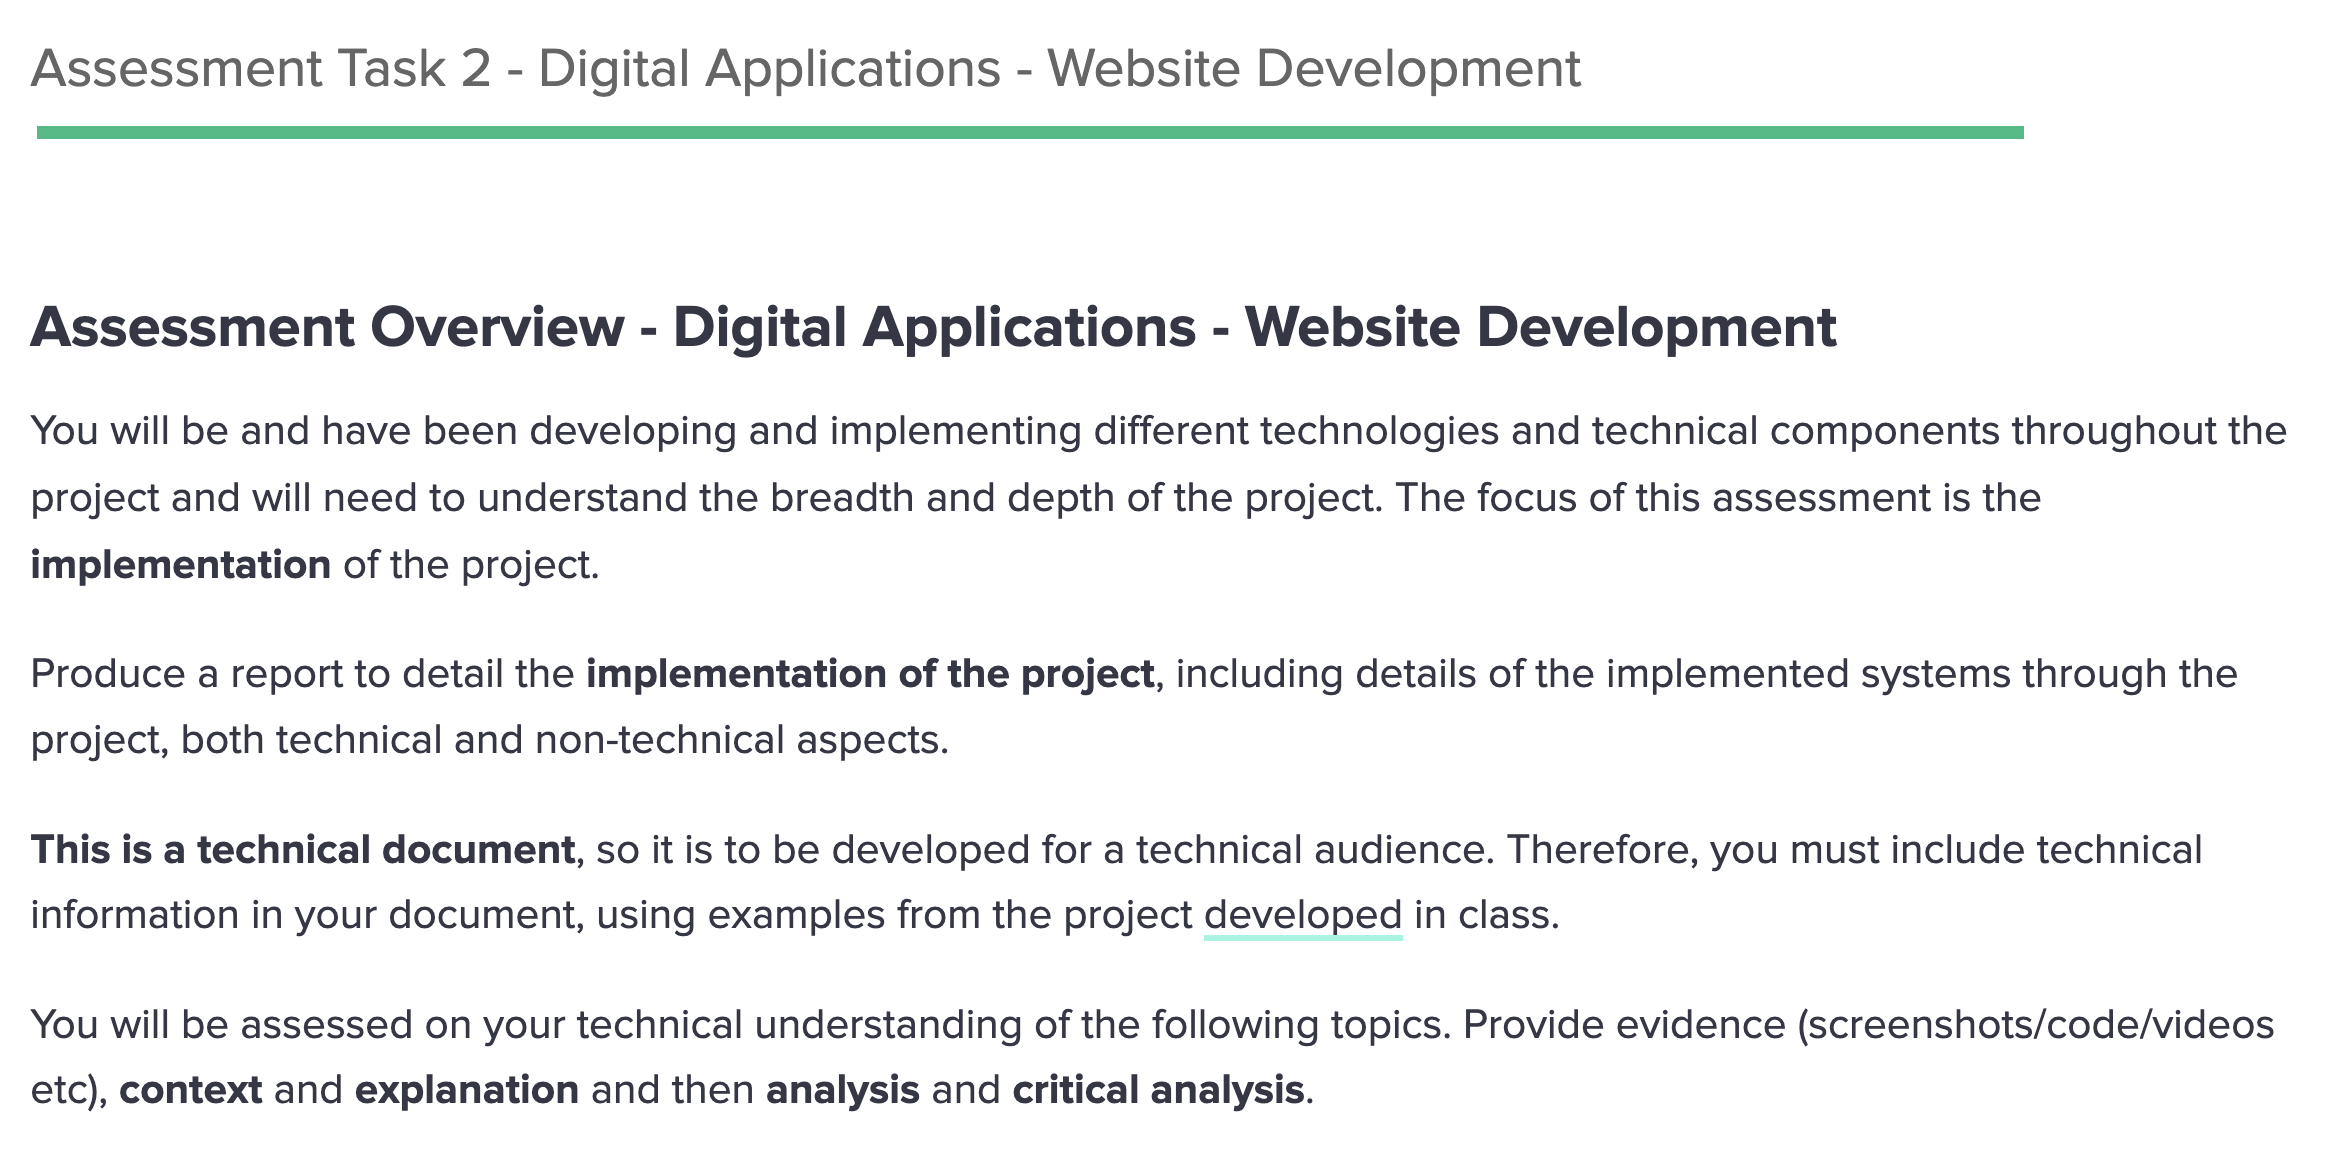 Assessment Task 2 - Digital Applications - Website Development
Assessment Overview - Digital Applications - Website Development
You will be and have been developing and implementing different technologies and technical components throughout the
project and will need to understand the breadth and depth of the project. The focus of this assessment is the
implementation of the project.
Produce a report to detail the implementation of the project, including details of the implemented systems through the
project, both technical and non-technical aspects.
This is a technical document, so it is to be developed for a technical audience. Therefore, you must include technical
information in your document, using examples from the project developed in class.
You will be assessed on your technical understanding of the following topics. Provide evidence (screenshots/code/videos
etc), context and explanation and then analysis and critical analysis.